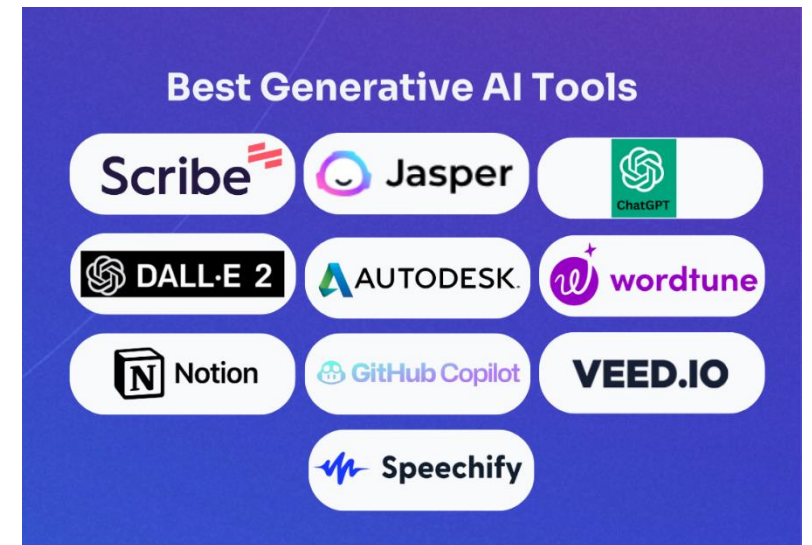 Best Generative AI Tools
Scribe
Jasper
ChatGPT
DALL·E 2
AUTODESK.
wordtune
N Notion
GitHub Copilot
VEED.IO
Speechify